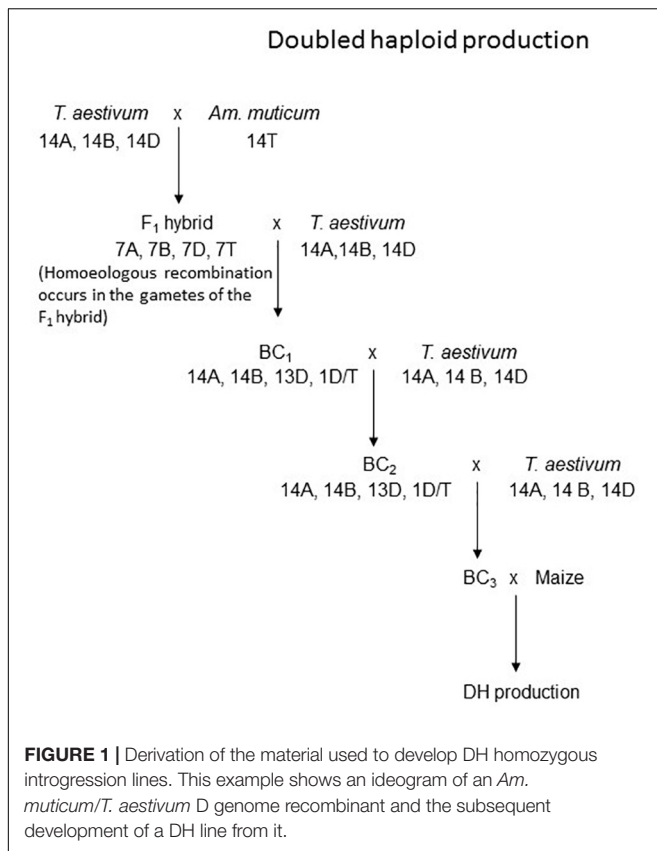 Doubled haploid production
T. aestivum x Am. muticum
14A, 14B, 14D 14T
F₁ hybrid x T. aestivum
7A, 7B, 7D, 7T 14A,14B, 14D
(Homoeologous recombination
occurs in the gametes of the
F₁ hybrid)
BC₁ x T. aestivum
14A, 14B, 13D, 1D/T 14A, 14 B, 14D
BC₂ x T. aestivum
14A, 14B, 13D, 1D/T 14A, 14 B, 14D
BC₃ x Maize
DH production
FIGURE 1 | Derivation of the material used to develop DH homozygous
introgression lines. This example shows an ideogram of an Am.
muticum/T. aestivum D genome recombinant and the subsequent
development of a DH line from it.